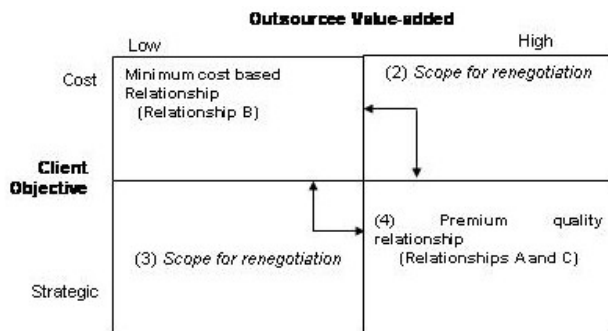 Outsourcee Value-added
Low
High
Cost
Minimum cost based
Relationship
(Relationship B)
(2) Scope for renegotiation
Client
Objective
(3) Scope for renegotiation
(4) Premium quality
relationship
(Relationships A and C)
Strategic